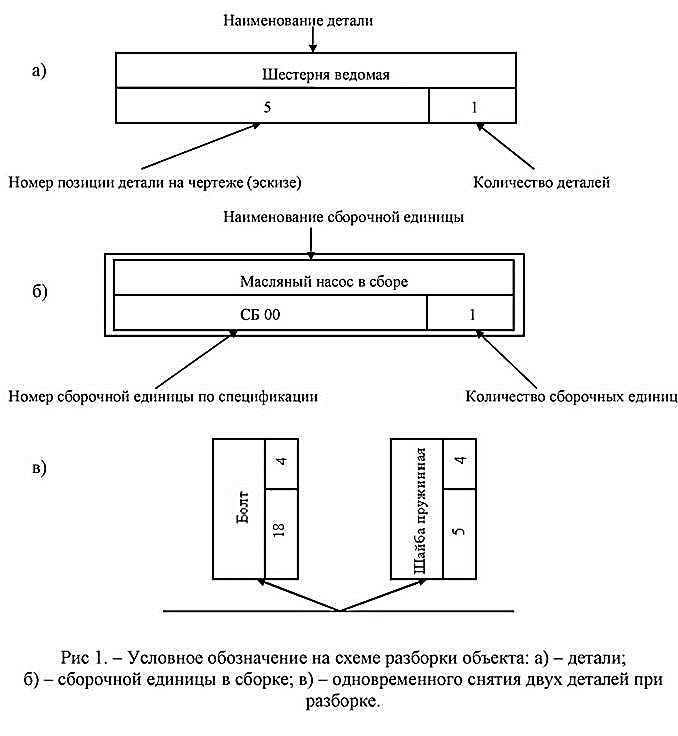 Наименование детали
а)
Шестерня ведомая
5
1
Номер позиции детали на чертеже (эскизе)
Количество деталей
Наименование сборочной единицы
б)
Масляный насос в сборе
СБ 00
1
Номер сборочной единицы по спецификации
Количество сборочных единиц
в)
Болт
18
4
Шайба пружинная
5
4
Рис 1. – Условное обозначение на схеме разборки объекта: а) – детали;
б) – сборочной единицы в сборке; в) – одновременного снятия двух деталей при
разборке.